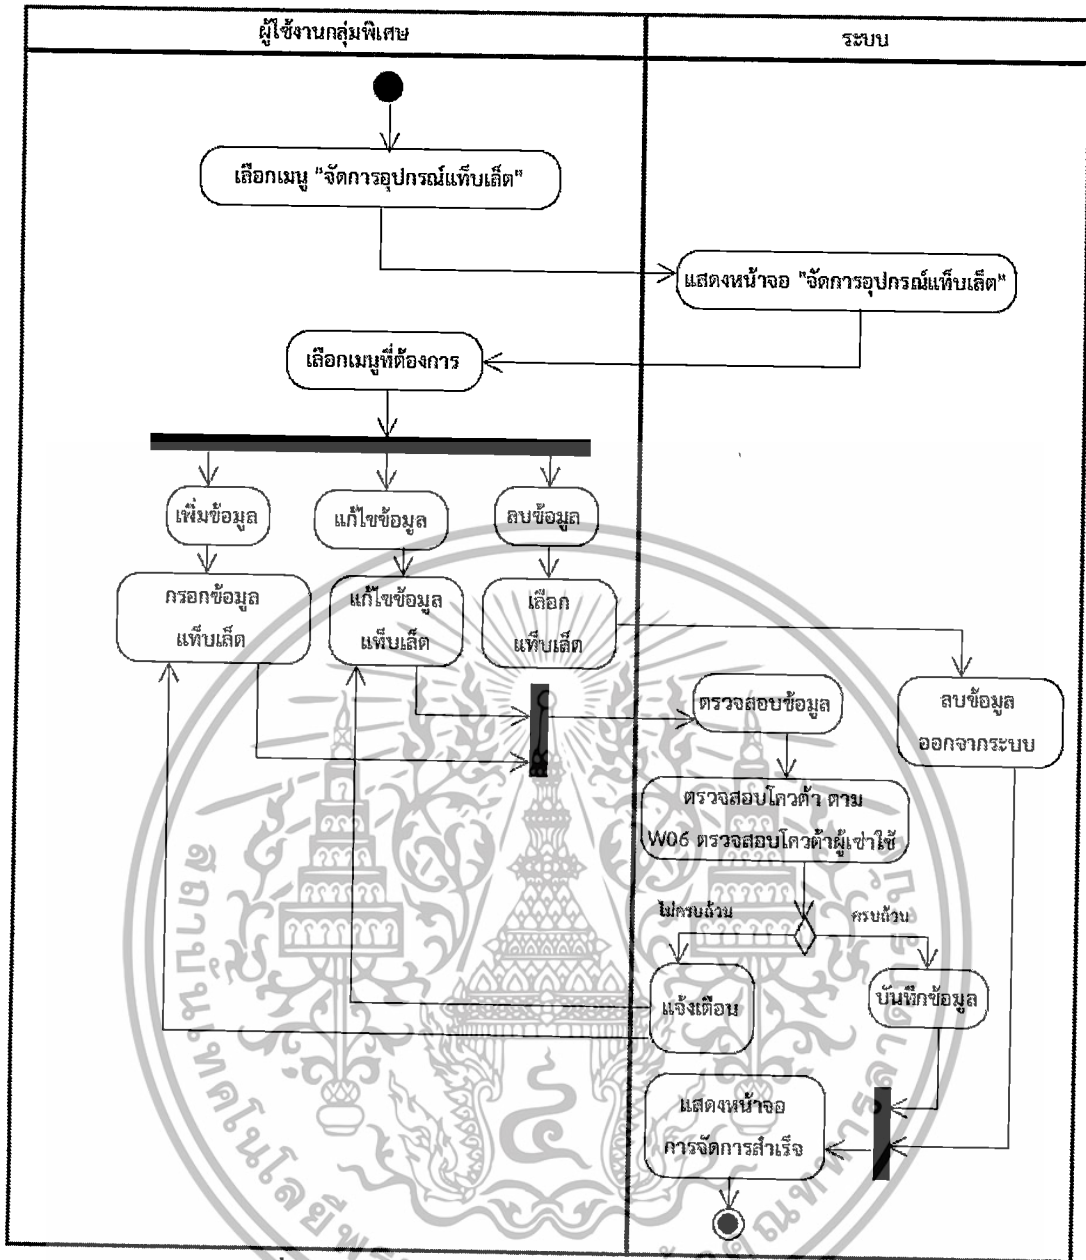 ผู้ใช้งานกลุ่มพิเศษ
ระบบ
เลือกเมนู "จัดการอุปกรณ์แท็บเล็ต"
แสดงหน้าจอ "จัดการอุปกรณ์แท็บเล็ต"
เลือกเมนูที่ต้องการ
เพิ่มข้อมูล
แก้ไขข้อมูล
ลบข้อมูล
กรอกข้อมูล
แท็บเล็ต
แก้ไขข้อมูล
แท็บเล็ต
เลือก
แท็บเล็ต
ตรวจสอบข้อมูล
ลบข้อมูล
ออกจากระบบ
ตรวจสอบโควต้า ตาม
W06 ตรวจสอบโควต้าผู้เช่าใช้
ไม่ครบถ้วน
ครบถ้วน
แจ้งเตือน
บันทึกข้อมูล
แสดงหน้าจอ
การจัดการสำเร็จ